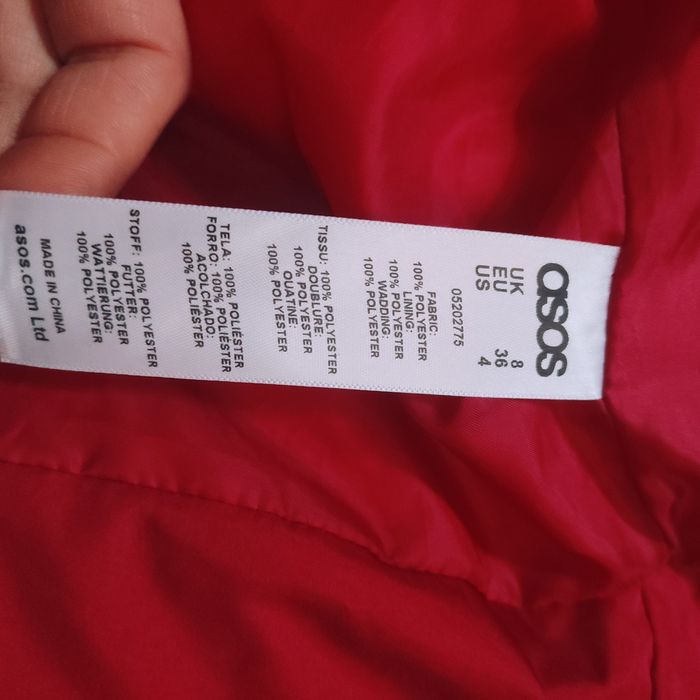 asos
UK 8
EU 36
US 4
05202775
FABRIC:
100% POLYESTER
LINING:
100% POLYESTER
WADDING:
100% POLYESTER
TISSU: 100% POLYESTER
DOUBLURE:
100% POLYESTER
OUATINE:
100% POLYESTER
TELA: 100% POLIÉSTER
FORRO: 100% POLIÉSTER
ACOLCHADO:
100% POLIÉSTER
STOFF: 100% POLYESTER
FUTTER:
100% POLYESTER
WATTIERUNG:
100% POLYESTER
MADE IN CHINA
asos.com Ltd